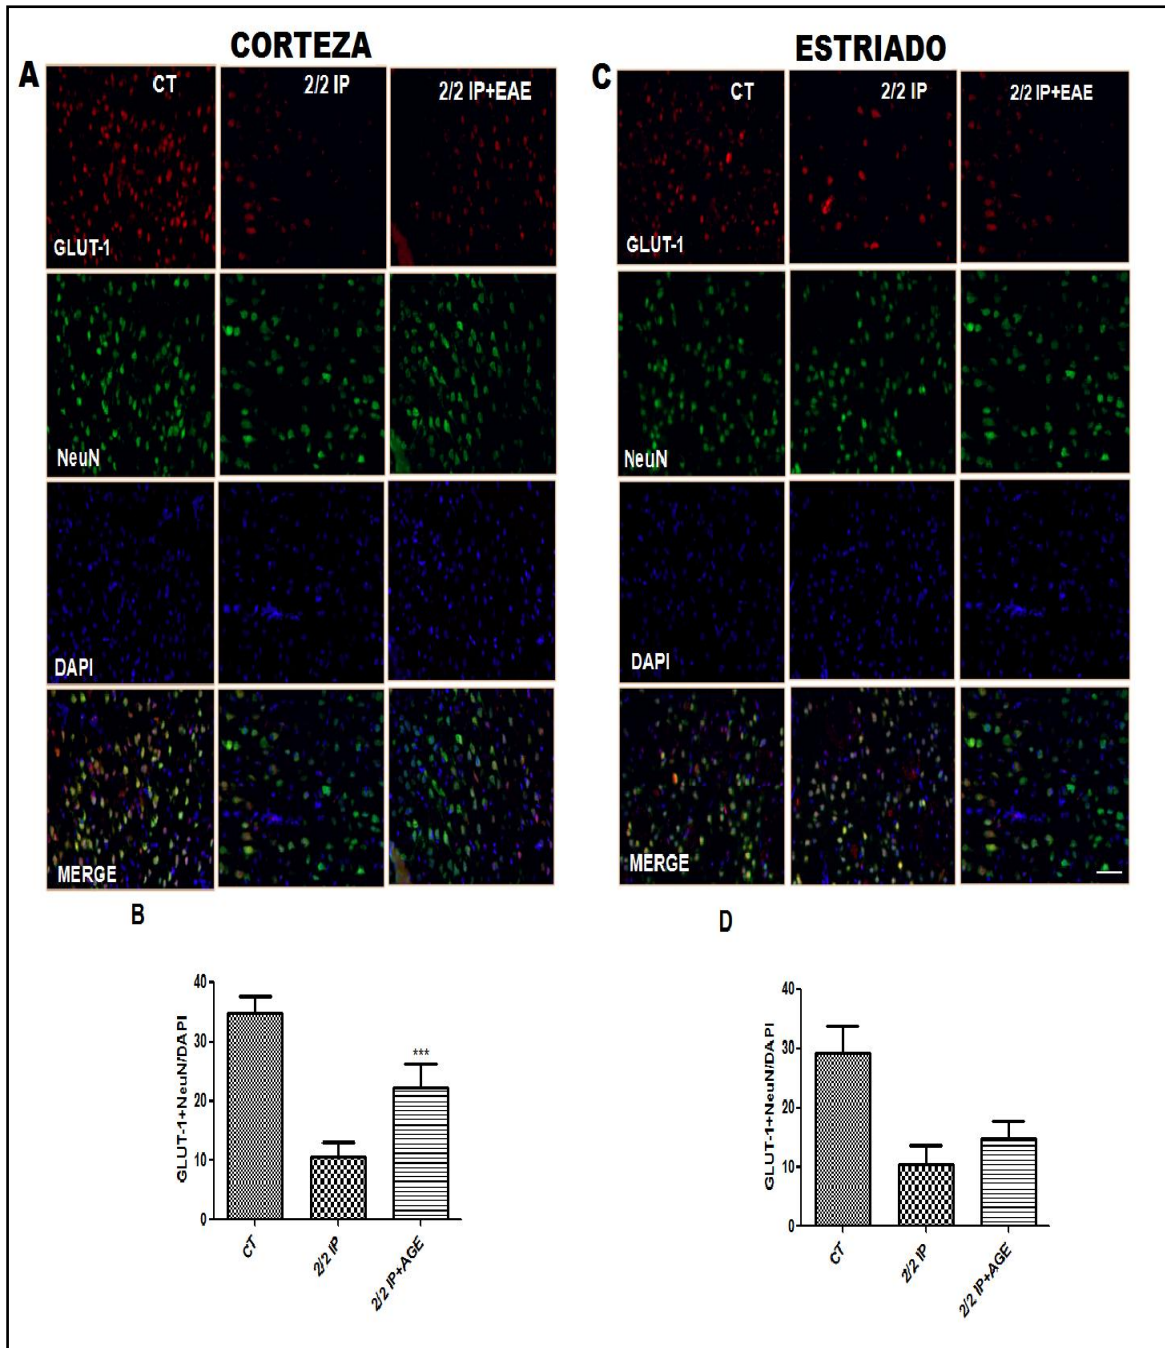 CORTEZA
A
CT 2/2 IP 2/2 IP+EAE
GLUT-1
NeuN
DAPI
MERGE
B
GLUT-1+NeuN/DAPI
40
30
20
10
0
***
CT 2/2 IP 2/2 IP+AGE
ESTRIADO
C
CT 2/2 IP 2/2 IP+EAE
GLUT-1
NeuN
DAPI
MERGE
D
GLUT-1+NeuN/DAPI
40
30
20
10
0
CT 2/2 IP 2/2 IP+AGE